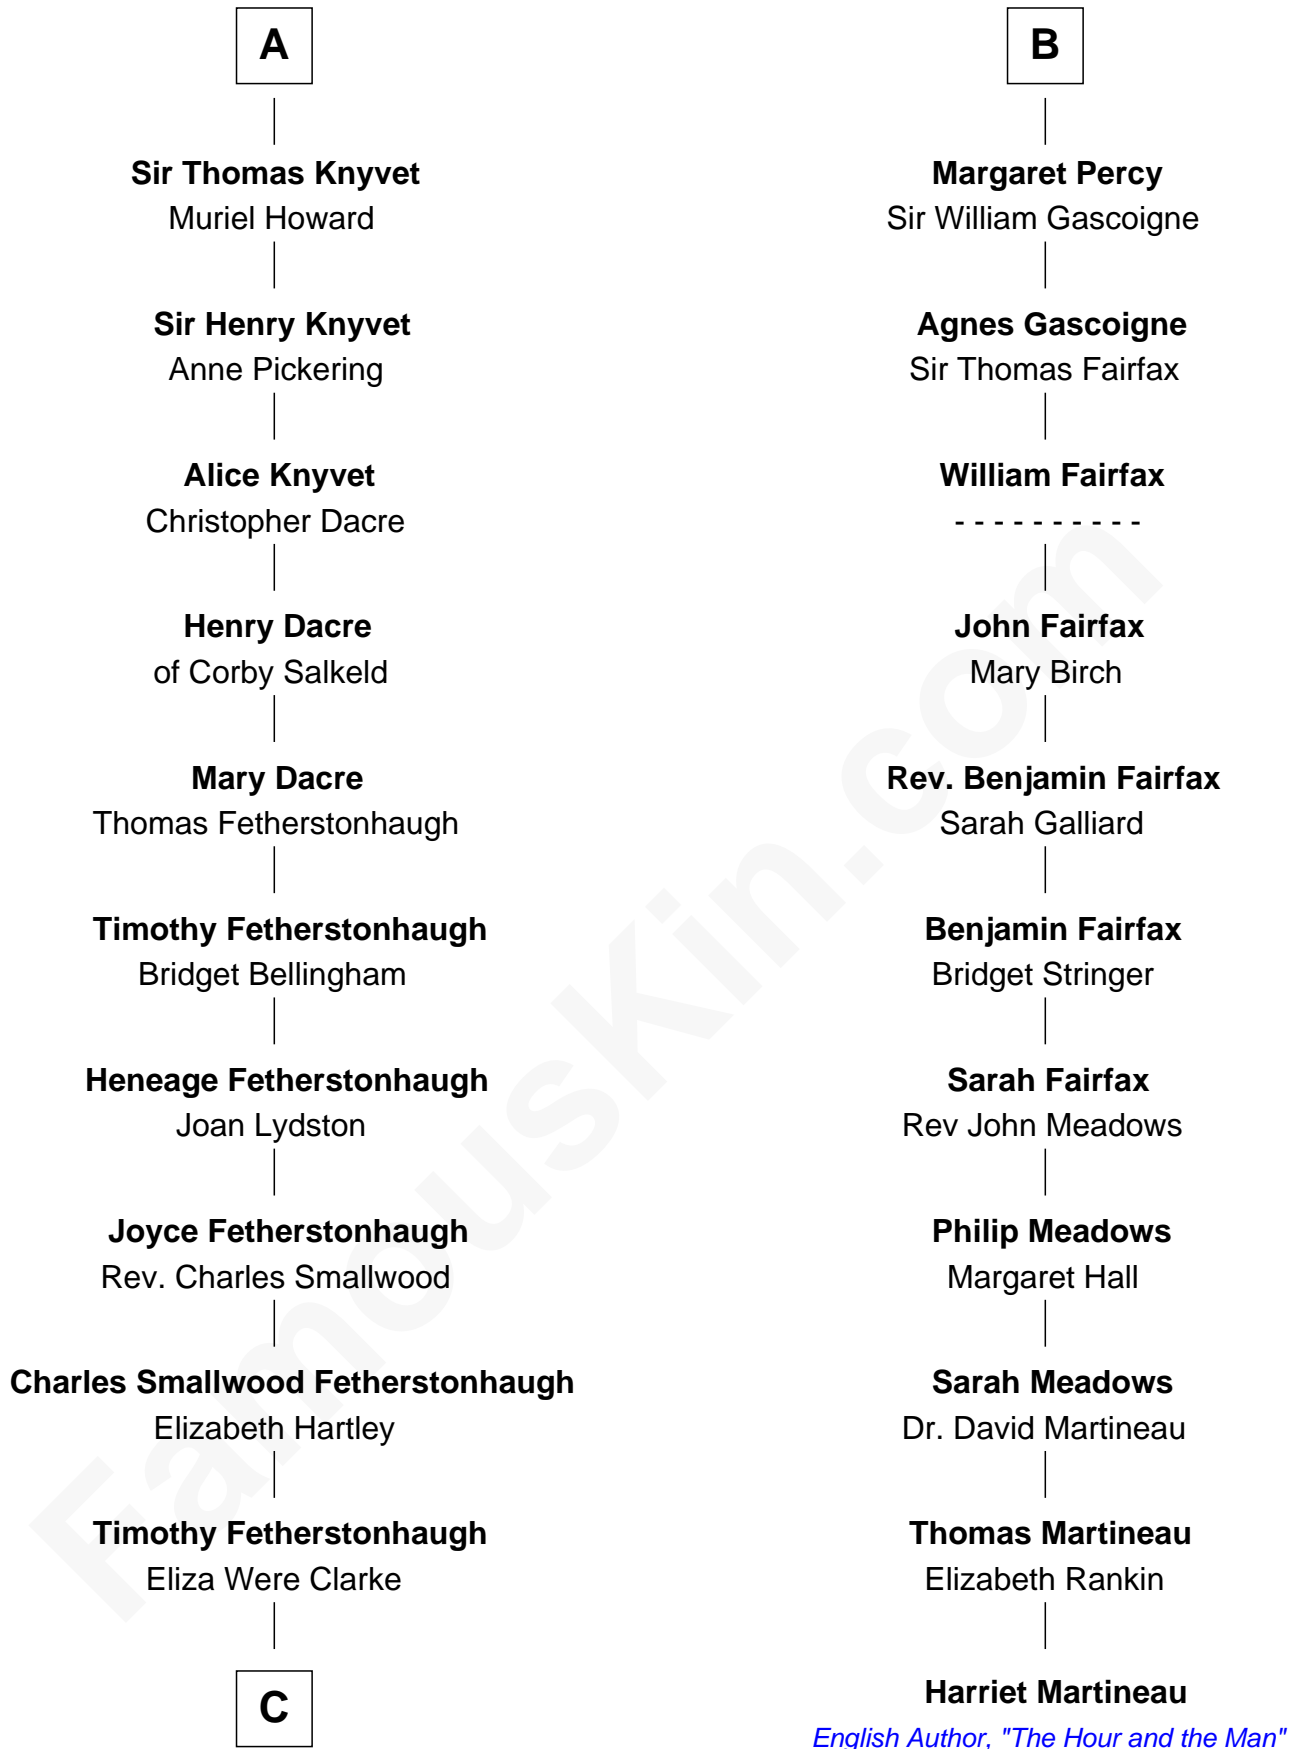 A
Sir Thomas Knyvet
Muriel Howard
Sir Henry Knyvet
Anne Pickering
Alice Knyvet
Christopher Dacre
Henry Dacre
of Corby Salkeld
Mary Dacre
Thomas Fetherstonhaugh
Timothy Fetherstonhaugh
Bridget Bellingham
Heneage Fetherstonhaugh
Joan Lydston
Joyce Fetherstonhaugh
Rev. Charles Smallwood
Charles Smallwood Fetherstonhaugh
Elizabeth Hartley
Timothy Fetherstonhaugh
Eliza Were Clarke
C
B
Margaret Percy
Sir William Gascoigne
Agnes Gascoigne
Sir Thomas Fairfax
William Fairfax
- - - - - - - - - -
John Fairfax
Mary Birch
Rev. Benjamin Fairfax
Sarah Galliard
Benjamin Fairfax
Bridget Stringer
Sarah Fairfax
Rev John Meadows
Philip Meadows
Margaret Hall
Sarah Meadows
Dr. David Martineau
Thomas Martineau
Elizabeth Rankin
Harriet Martineau
English Author, "The Hour and the Man"
FamousKin.com